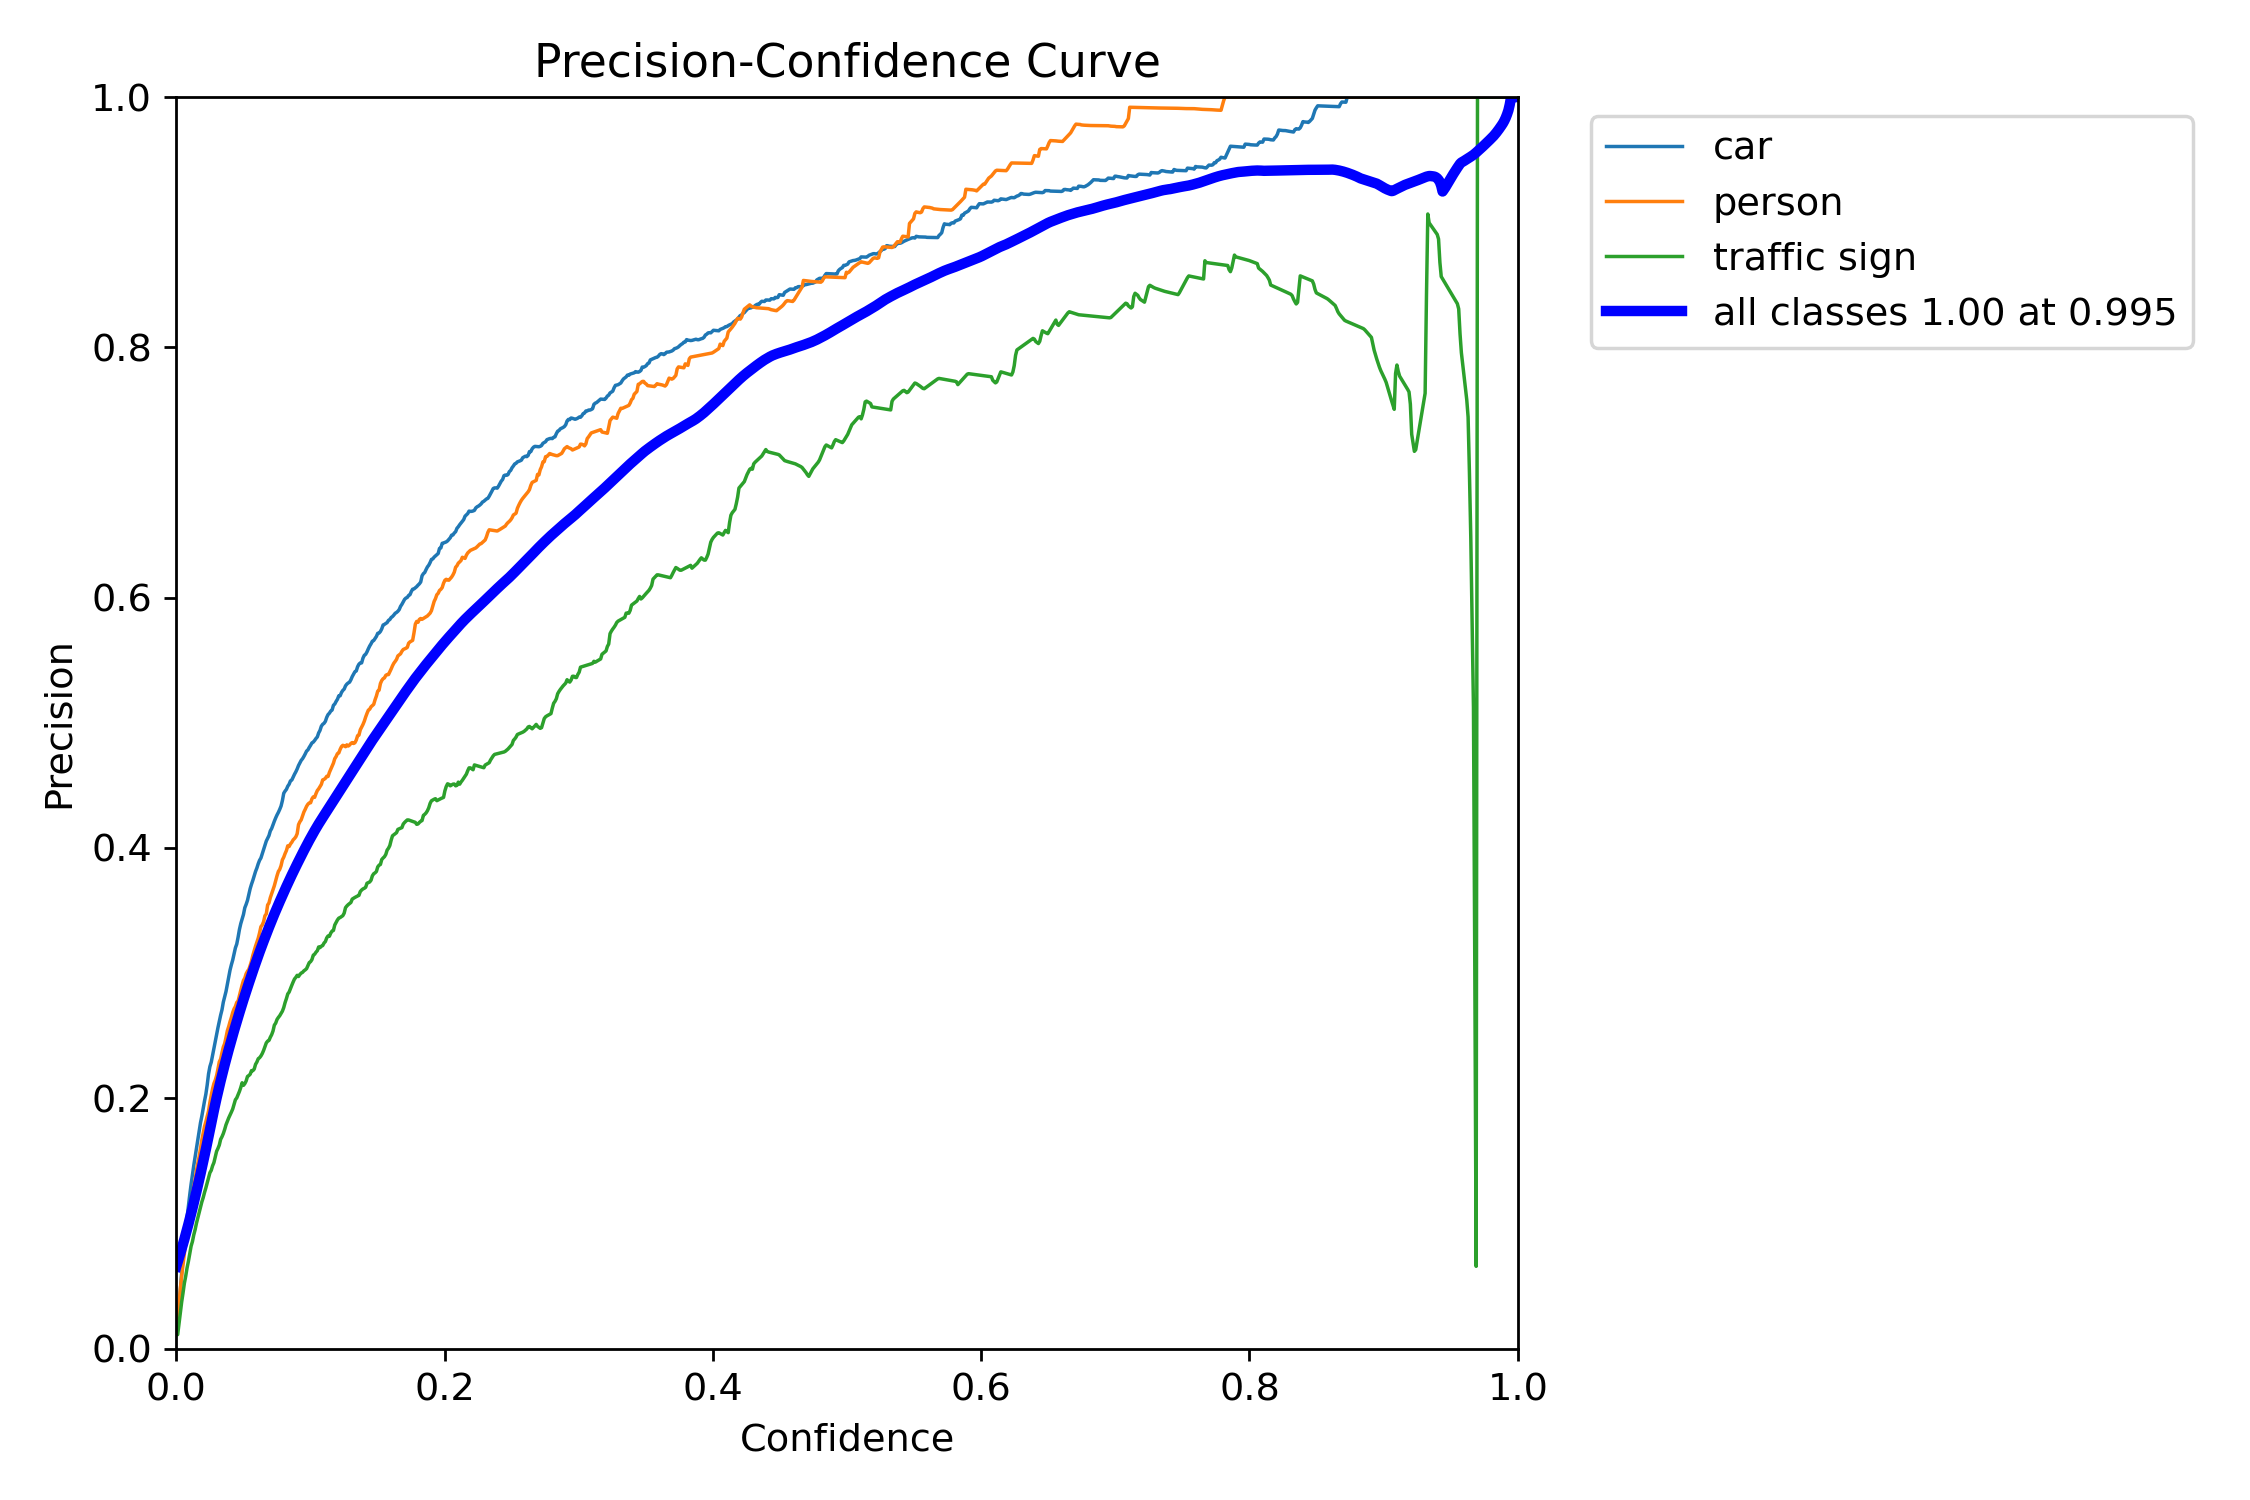 Precision-Confidence Curve
1.0
0.8
0.6
0.4
0.2
0.0
Precision
0.0 0.2 0.4 0.6 0.8 1.0
Confidence
car
person
traffic sign
all classes 1.00 at 0.995